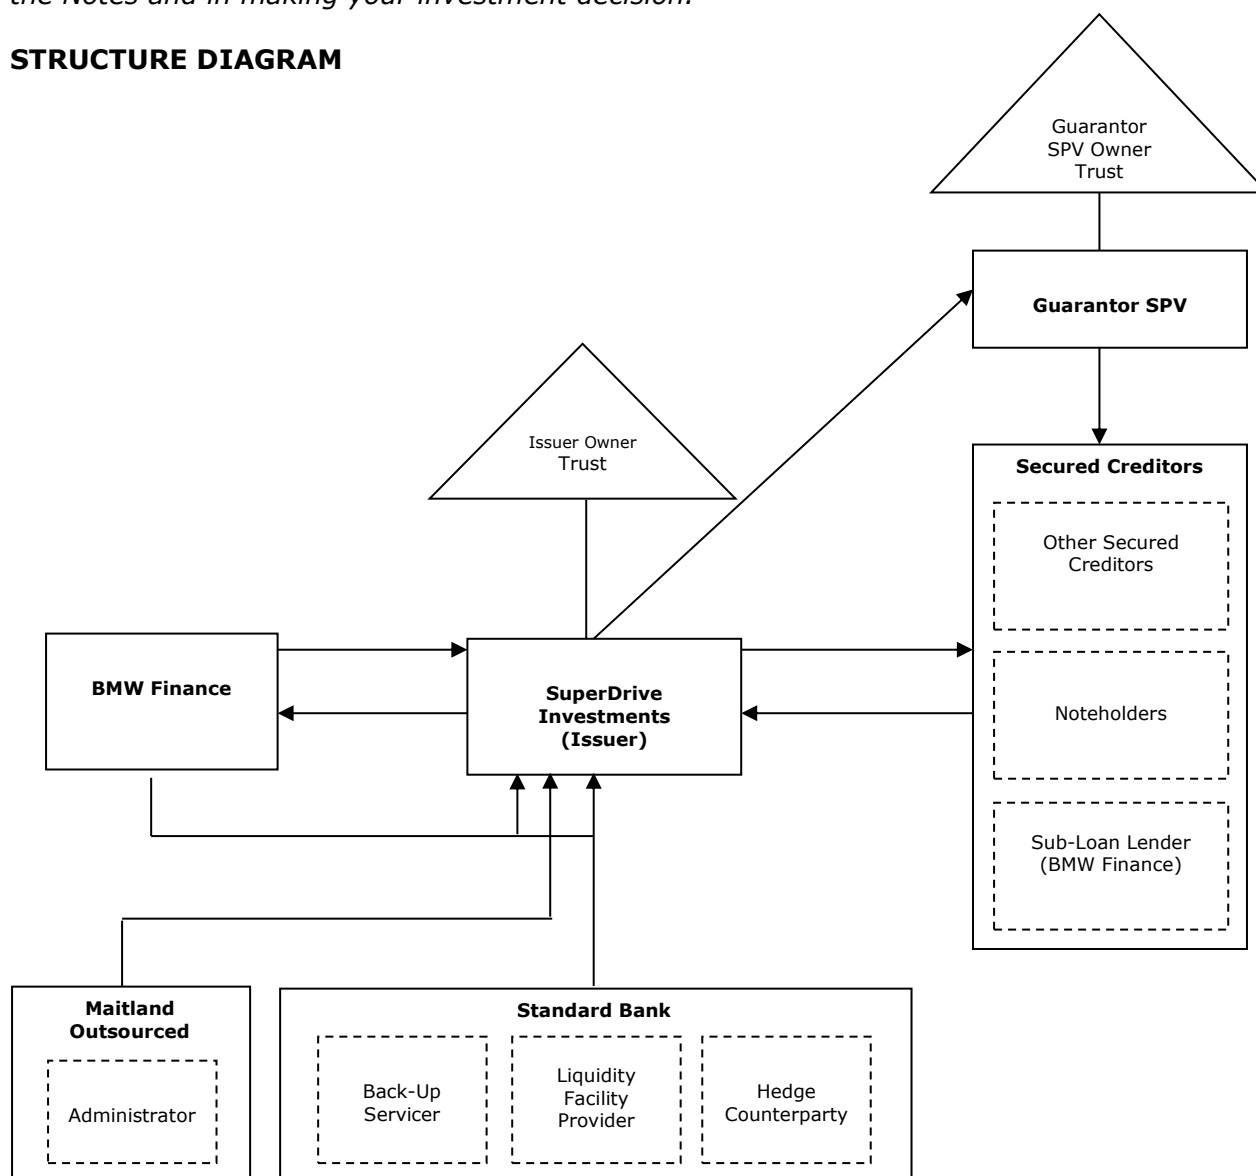 the Notes and in making your investment decision.
STRUCTURE DIAGRAM
Guarantor
SPV Owner
Trust
Guarantor SPV
Issuer Owner
Trust
Secured Creditors
Other Secured
Creditors
BMW Finance
SuperDrive
Investments
(Issuer)
Noteholders
Sub-Loan Lender
(BMW Finance)
Maitland
Outsourced
Administrator
Standard Bank
Back-Up
Servicer
Liquidity
Facility
Provider
Hedge
Counterparty